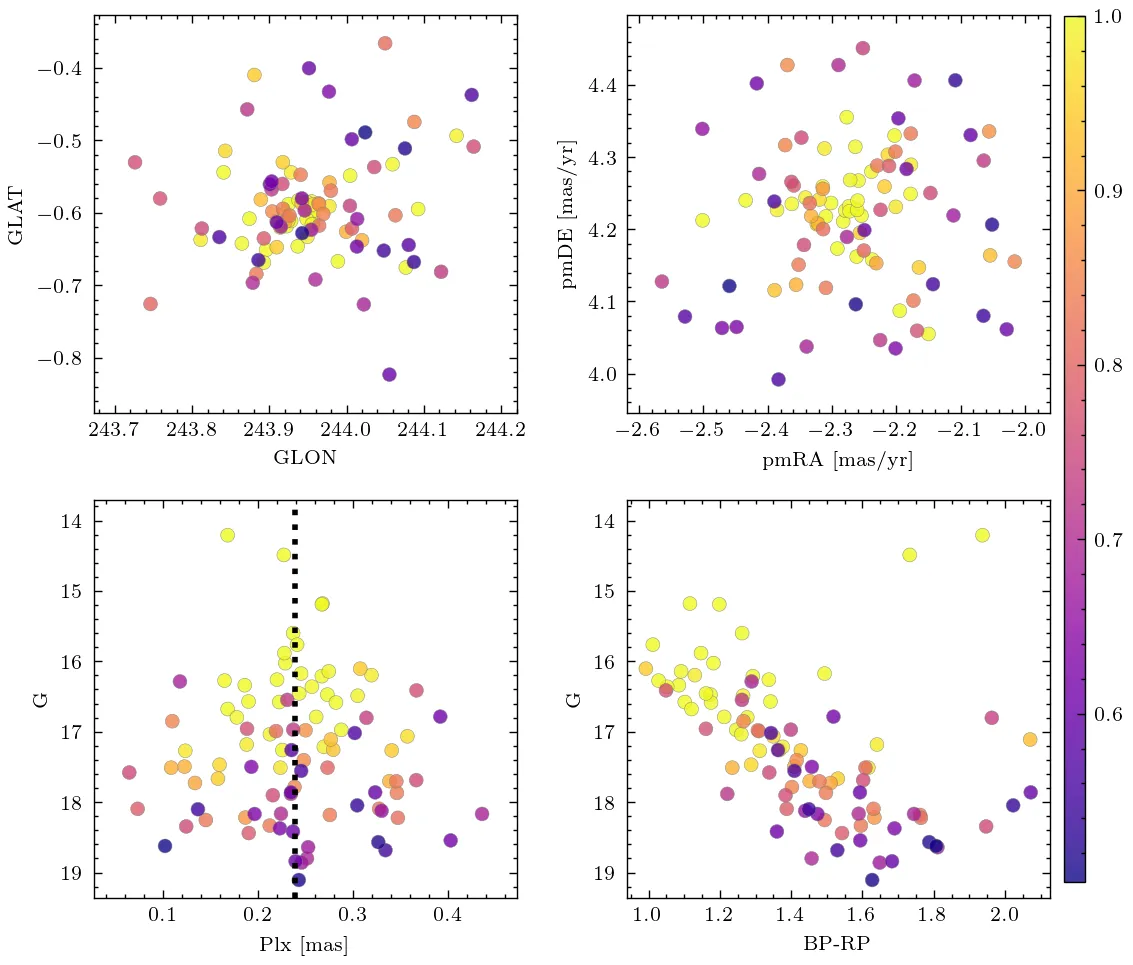 −0.4
−0.5
−0.6
−0.7
−0.8
GLAT
243.7 243.8 243.9 244.0 244.1 244.2
GLON
4.4
4.3
4.2
4.1
4.0
pmDE [mas/yr]
−2.6 −2.5 −2.4 −2.3 −2.2 −2.1 −2.0
pmRA [mas/yr]
14
15
16
17
18
19
G
0.1 0.2 0.3 0.4
Plx [mas]
14
15
16
17
18
19
G
1.0 1.2 1.4 1.6 1.8 2.0
BP-RP
1.0
0.9
0.8
0.7
0.6